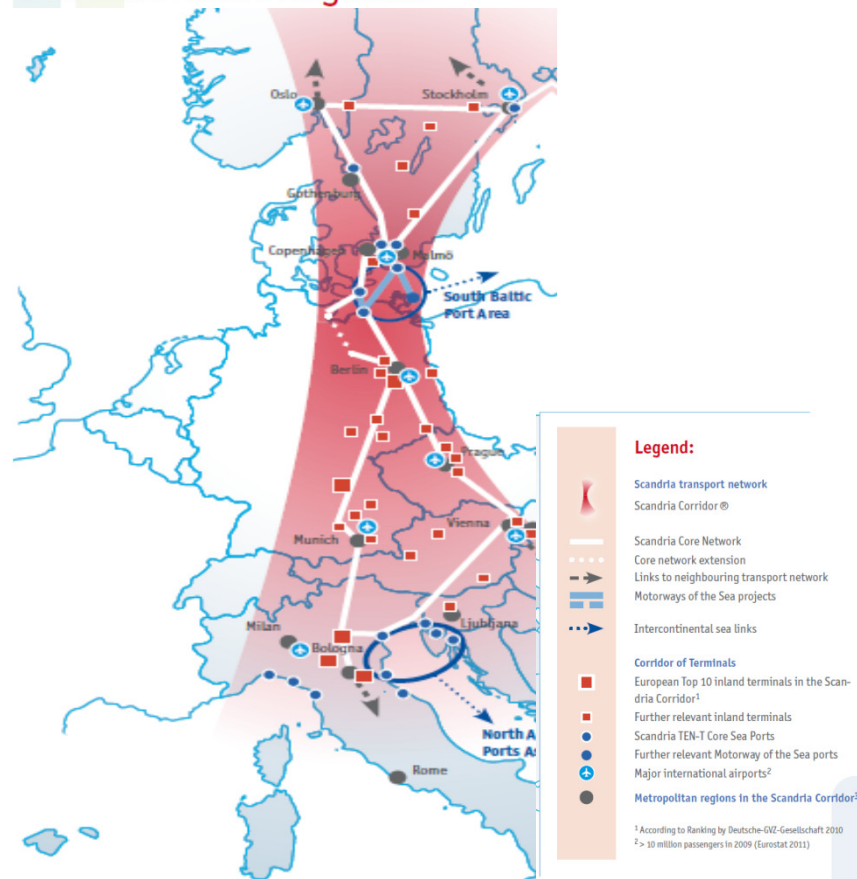 Oslo
Stockholm
Gothenburg
Copenhagen
Malmö
South Baltic
Port Area
Berlin
Prague
Vienna
Munich
Milan
Bologna
Ljubljana
North A
Ports As
Rome
Legend:
Scandria transport network
Scandria Corridor ®
Scandria Core Network
Core network extension
Links to neighbouring transport network
Motorways of the Sea projects
Intercontinental sea links
Corridor of Terminals
European Top 10 inland terminals in the Scan-
dria Corridor¹
Further relevant inland terminals
Scandria TEN-T Core Sea Ports
Further relevant Motorway of the Sea ports
Major international airports²
Metropolitan regions in the Scandria Corridor³
¹ According to Ranking by Deutsche-GVZ-Gesellschaft 2010
² > 10 million passengers in 2009 (Eurostat 2011)